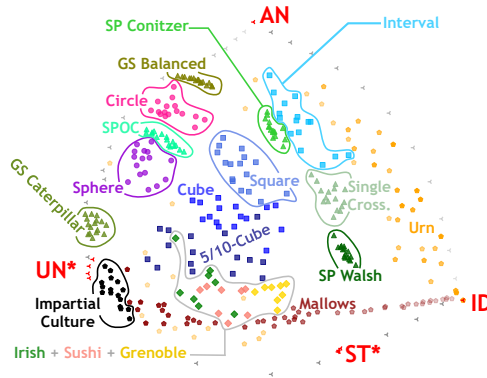 AN
SP Conitzer
Interval
GS Balanced
Circle
SPOC
Sphere
Cube
Square
Single
Cross.
GS Caterpillar
Urn
5/10-Cube
SP Walsh
UN*
Impartial
Culture
Mallows
ID
ST*
Irish + Sushi + Grenoble